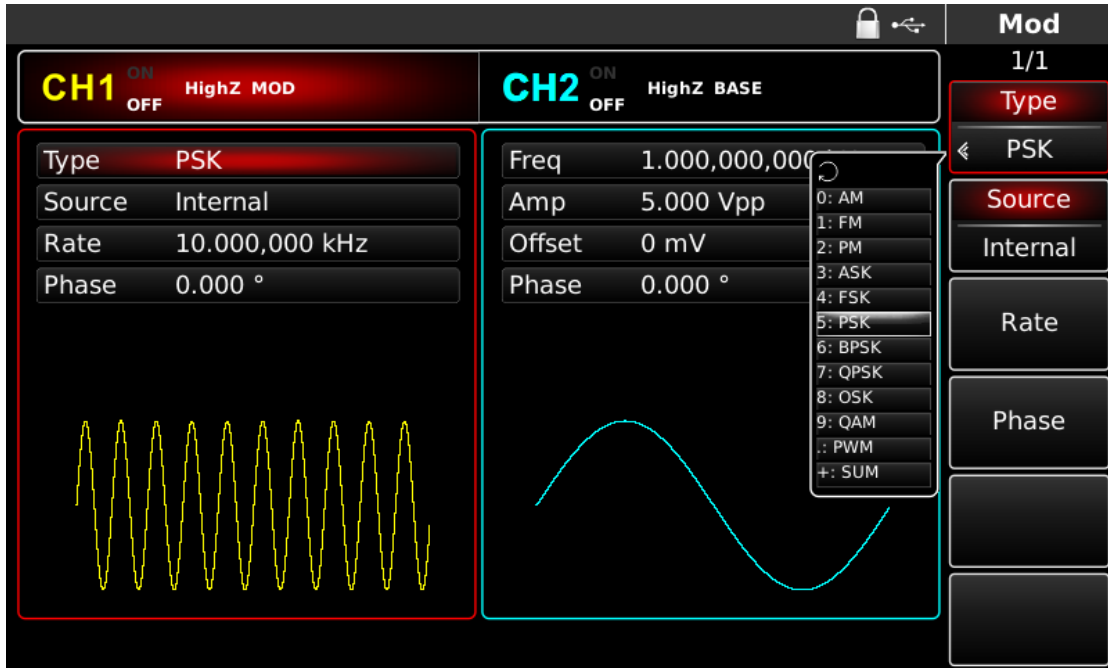 Mod
1/1
CH1 ON OFF HighZ MOD
CH2 ON OFF HighZ BASE
Type
PSK
Source
Internal
Rate
Phase
Type PSK
Source Internal
Rate 10.000,000 kHz
Phase 0.000 °
Freq 1.000,000,000
Amp 5.000 Vpp
Offset 0 mV
Phase 0.000 °
0: AM
1: FM
2: PM
3: ASK
4: FSK
5: PSK
6: BPSK
7: QPSK
8: OSK
9: QAM
.: PWM
+: SUM